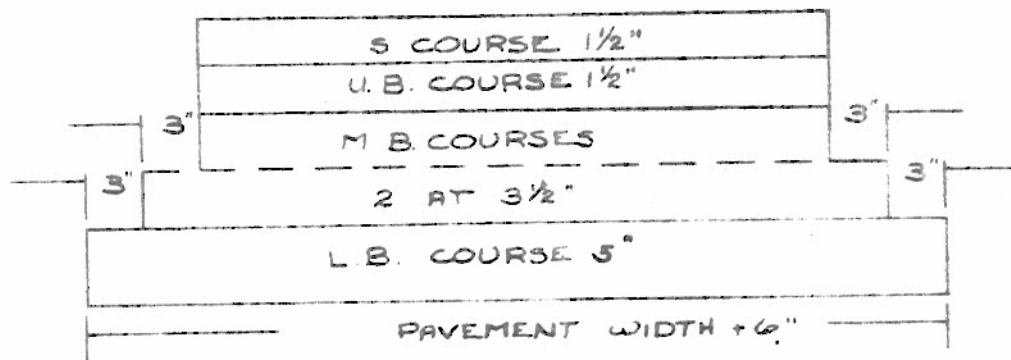 S COURSE 1½"
U.B. COURSE 1½"
3" M B. COURSES 3"
3" 2 AT 3½" 3"
L.B. COURSE 5"
PAVEMENT WIDTH + 6"